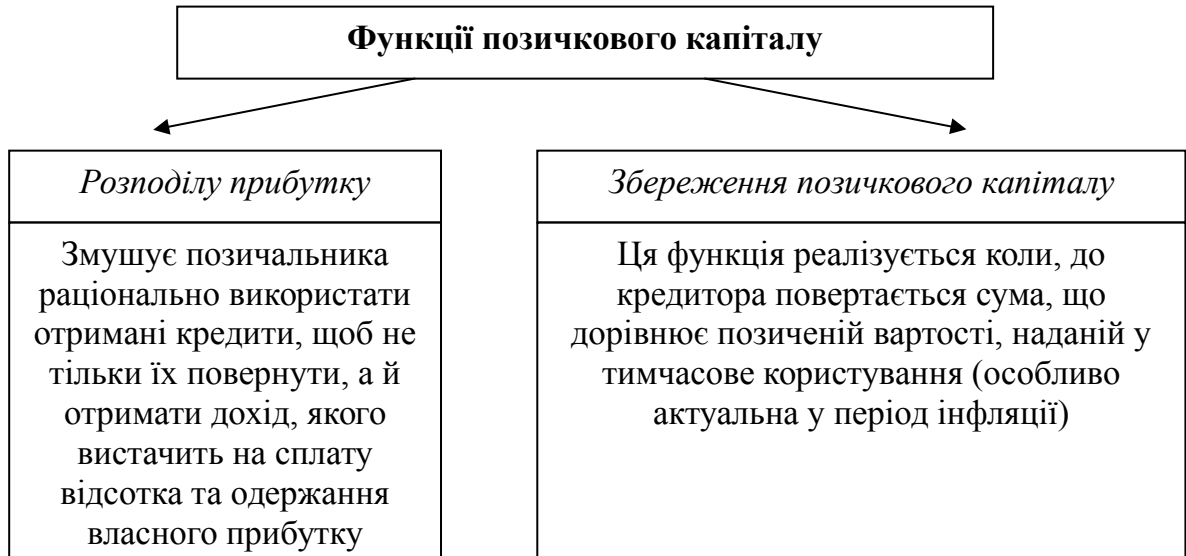 Функції позичкового капіталу
Розподілу прибутку
Змушує позичальника
раціонально використати
отримані кредити, щоб не
тільки їх повернути, а й
отримати дохід, якого
вистачить на сплату
відсотка та одержання
власного прибутку
Збереження позичкового капіталу
Ця функція реалізується коли, до
кредитора повертається сума, що
дорівнює позиченій вартості, наданій у
тимчасове користування (особливо
актуальна у період інфляції)